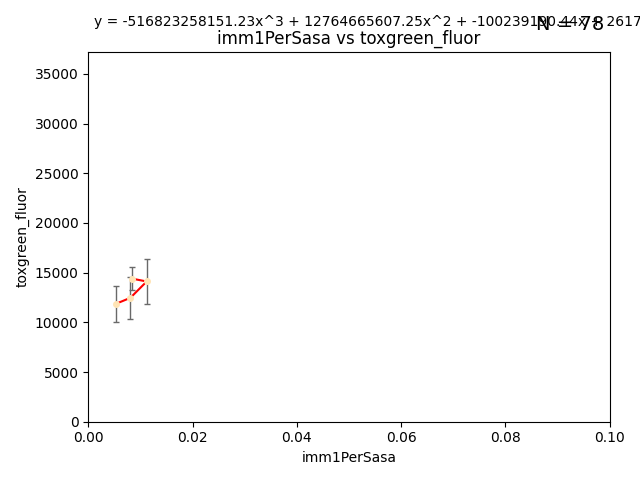 y = -516823258151.23x^3 + 12764665607.25x^2 + 
N = 78
imm1PerSasa vs toxgreen_fluor
35000
30000
25000
20000
15000
10000
5000
0
toxgreen_fluor
0.00 0.02 0.04 0.06 0.08 0.10
imm1PerSasa